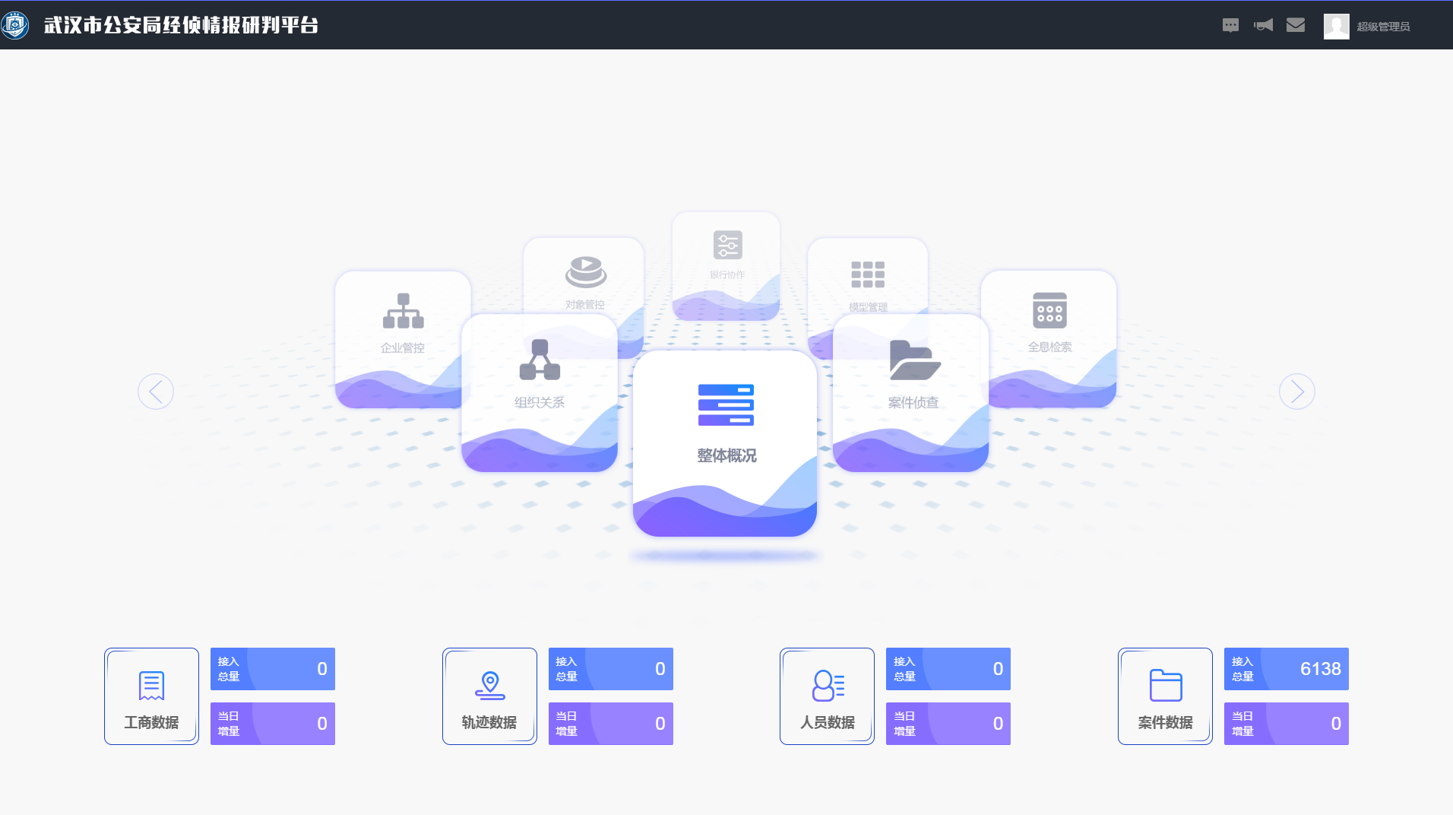 武汉市公安局经侦情报研判平台
超级管理员
银行协作
对象管控
模型管理
企业管控
全息检索
组织关系
案件侦查
整体概况
工商数据
接入
总量
0
当日
增量
0
轨迹数据
接入
总量
0
当日
增量
0
人员数据
接入
总量
0
当日
增量
0
案件数据
接入
总量
6138
当日
增量
0